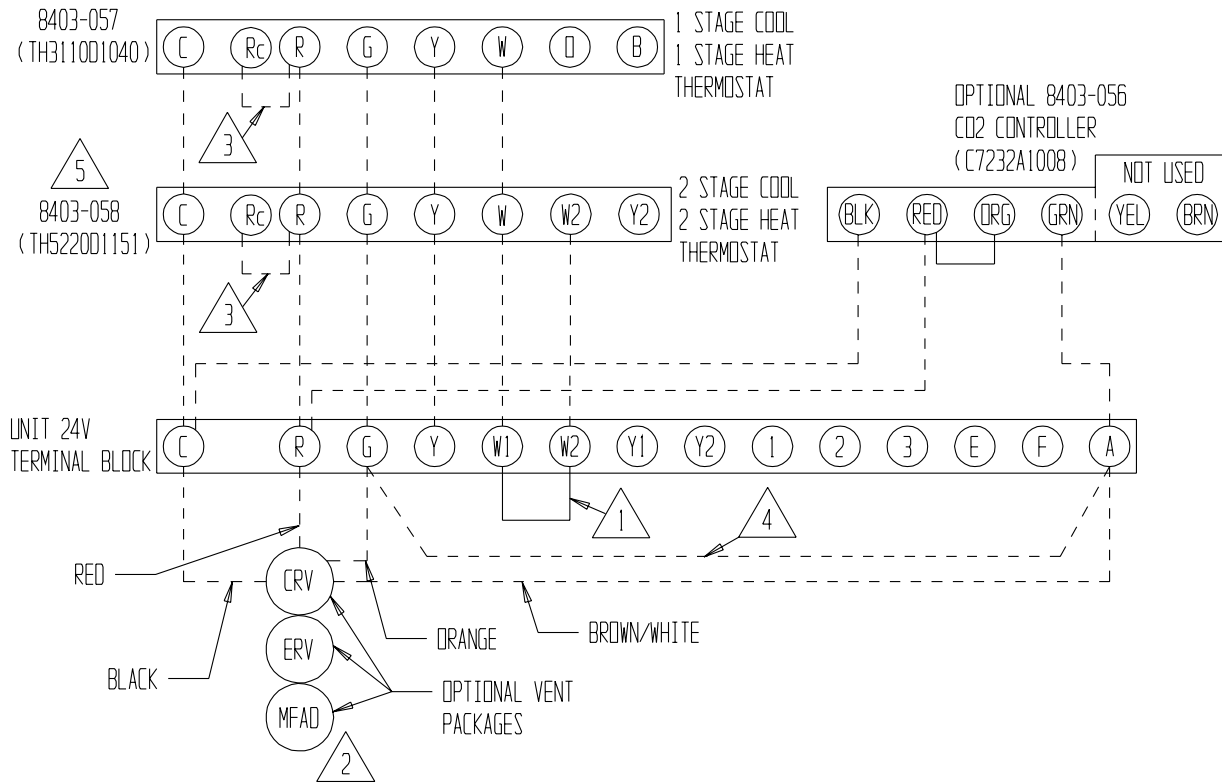 8403-057
(TH3110D1040)
C Rc R G Y W O B
1 STAGE COOL
1 STAGE HEAT
THERMOSTAT
3
5
8403-058
(TH5220D1151)
C Rc R G Y W W2 Y2
2 STAGE COOL
2 STAGE HEAT
THERMOSTAT
3
OPTIONAL 8403-056
CO2 CONTROLLER
(C7232A1008)
NOT USED
BLK RED ORG GRN YEL BRN
UNIT 24V
TERMINAL BLOCK
C R G Y W1 W2 Y1 Y2 1 2 3 E F A
1
4
RED
CRV
ORANGE
BROWN/WHITE
BLACK
ERV
OPTIONAL VENT
PACKAGES
MFAD
2